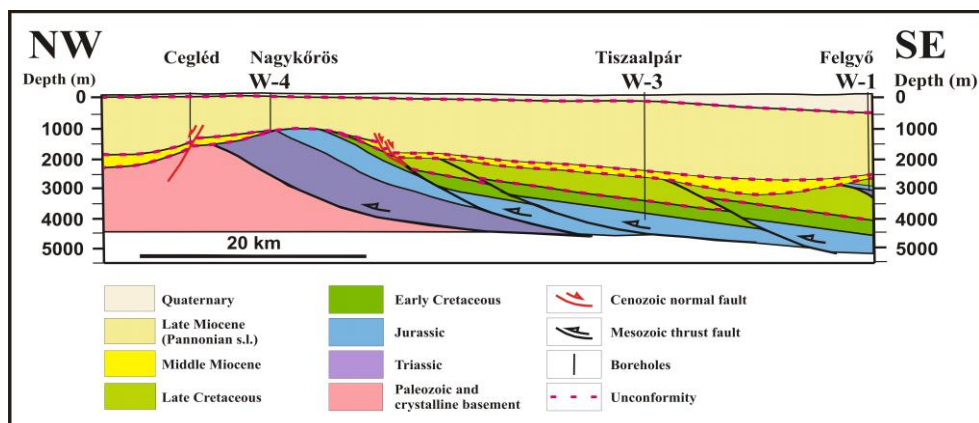 NW
SE
Cegléd
Nagykőrös
Tiszaalpár
Felgyő
Depth (m)
W-4
W-3
W-1
Depth (m)
0
0
1000
1000
2000
2000
3000
3000
4000
4000
5000
5000
20 km
Quaternary
Late Miocene
(Pannonian s.l.)
Middle Miocene
Late Cretaceous
Early Cretaceous
Jurassic
Triassic
Paleozoic and
crystalline basement
Cenozoic normal fault
Mesozoic thrust fault
Boreholes
Unconformity